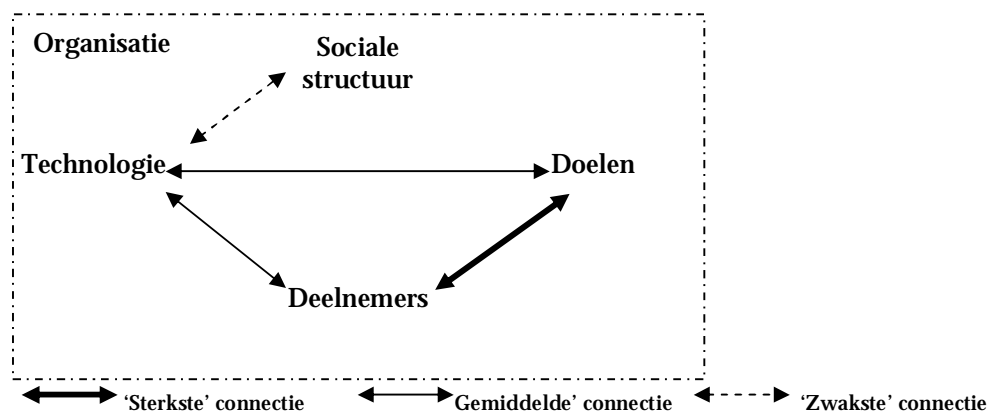 Organisatie
Sociale
structuur
Technologie
Doelen
Deelnemers
‘Sterkste’ connectie
‘Gemiddelde’ connectie
‘Zwakste’ connectie